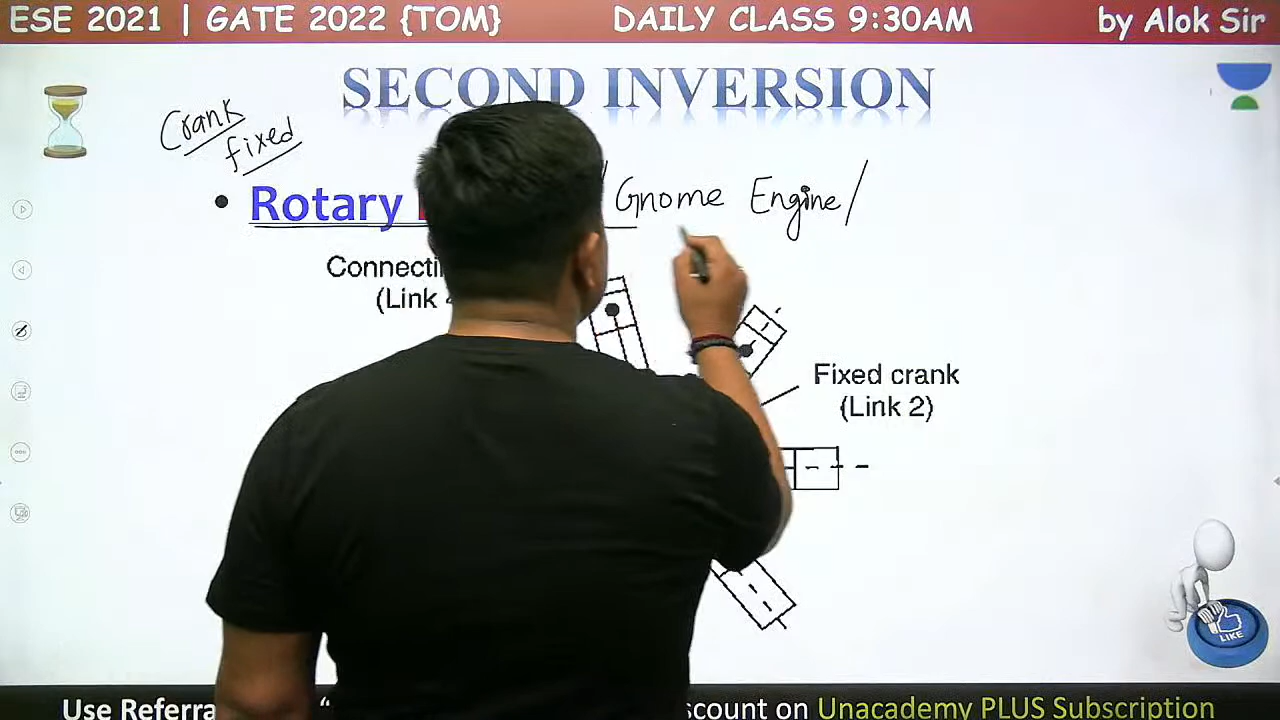 ESE 2021 | GATE 2022 {TOM} DAILY CLASS 9:30AM by Alok Sir
SECOND INVERSION
Crank
fixed
• Rotary / Gnome Engine /
Connecti
(Link 4
Fixed crank
(Link 2)
LIKE
Use Referra " scount on Unacademy PLUS Subscription